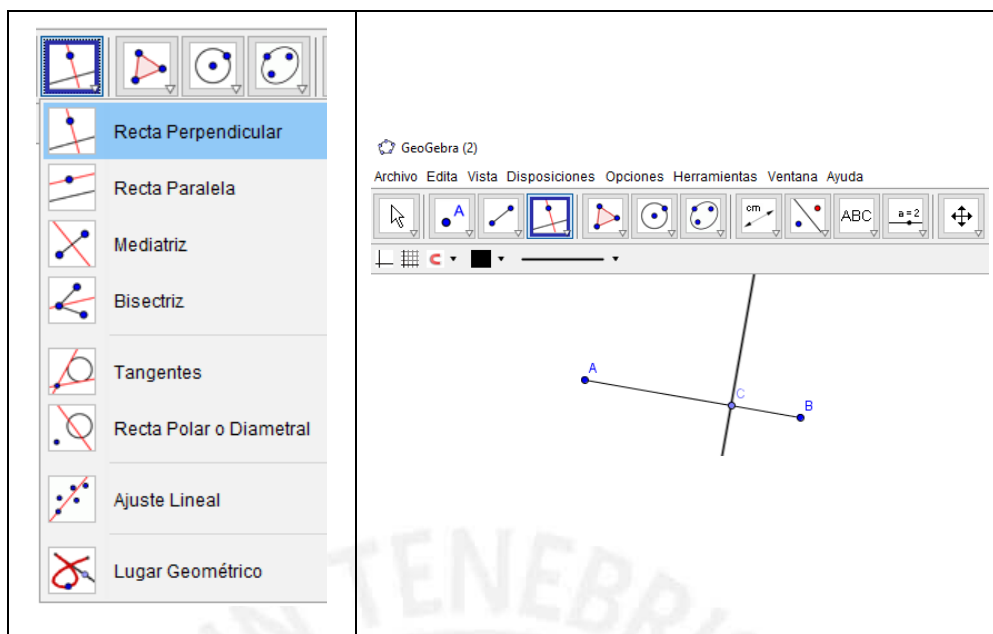 Recta Perpendicular
Recta Paralela
Mediatriz
Bisectriz
Tangentes
Recta Polar o Diametral
Ajuste Lineal
Lugar Geométrico
GeoGebra (2)
Archivo Edita Vista Disposiciones Opciones Herramientas Ventana Ayuda
A cm ABC a=2
A
C
B
TENEBR